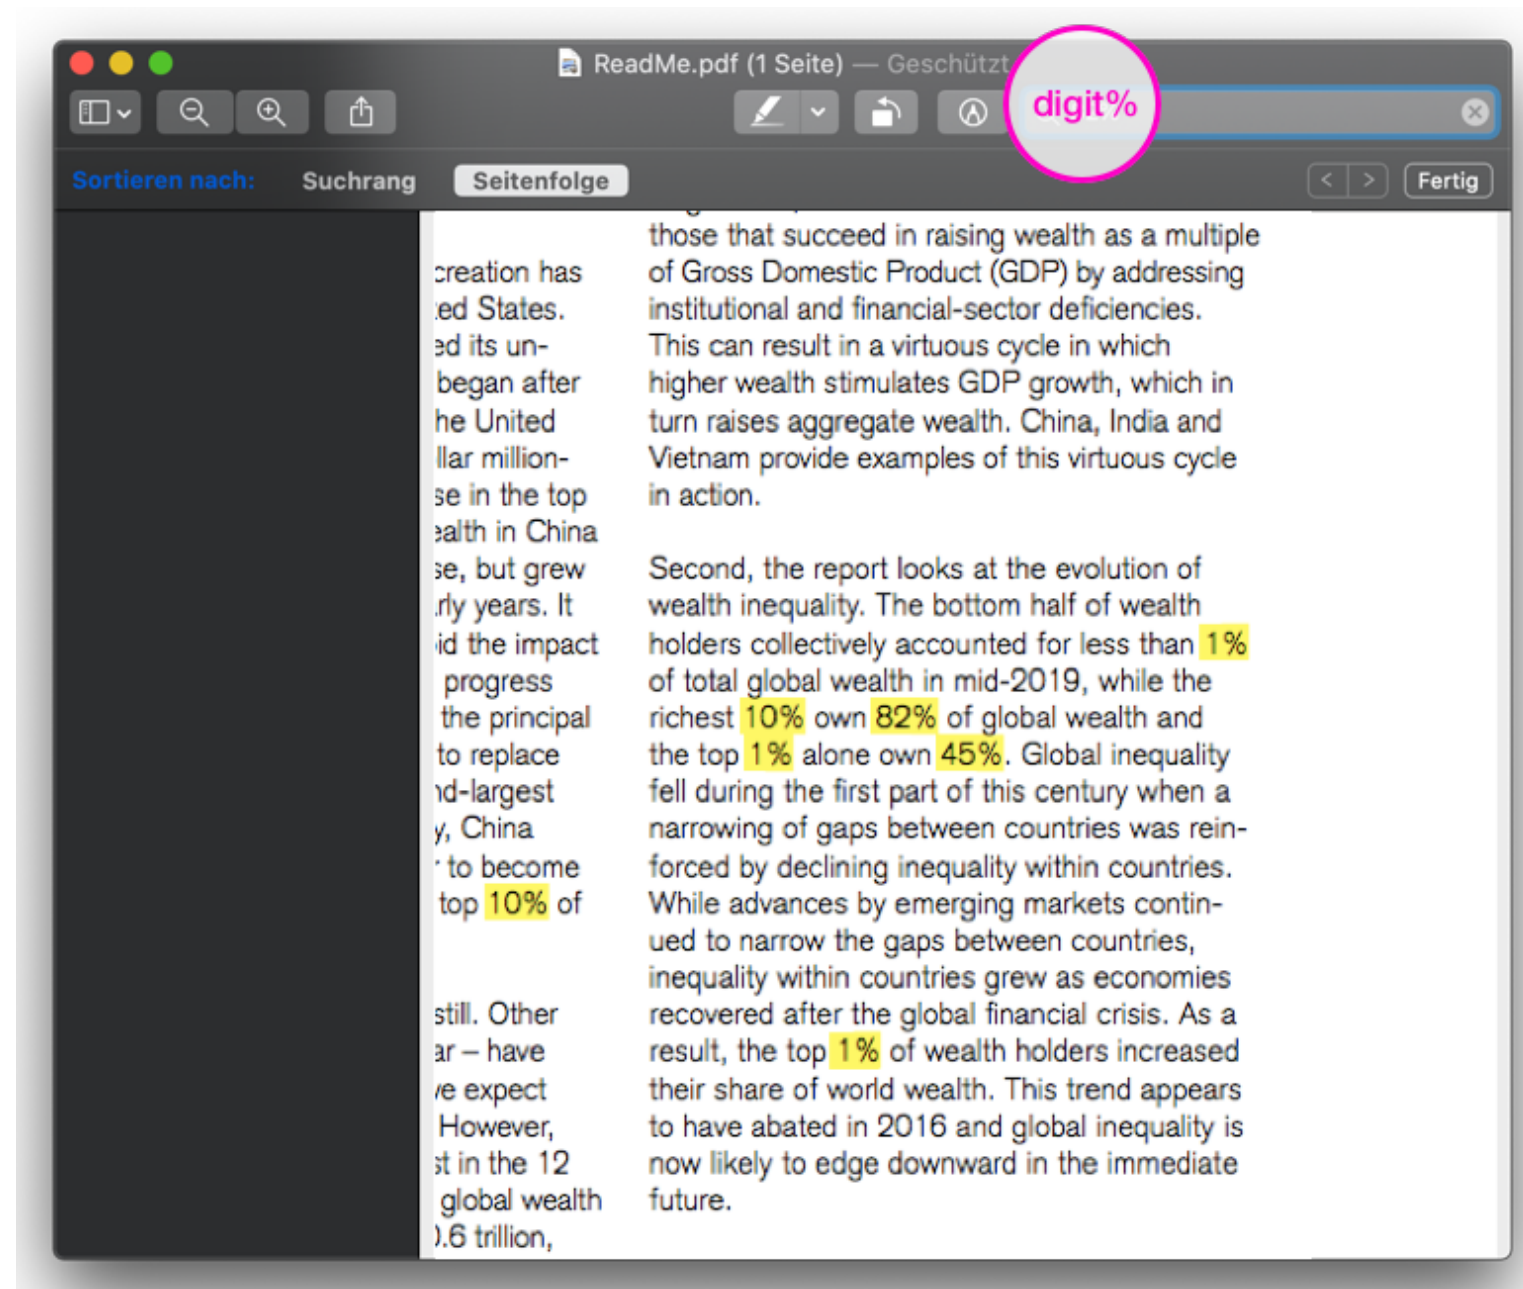 ReadMe.pdf (1 Seite) — Geschützt
digit%
Sortieren nach: Suchrang Seitenfolge < > Fertig
creation has
ed States.
ed its un-
began after
he United
llar million-
se in the top
ealth in China
se, but grew
rly years. It
id the impact
progress
the principal
to replace
nd-largest
y, China
to become
top 10% of
still. Other
ar – have
ve expect
However,
st in the 12
global wealth
0.6 trillion,
those that succeed in raising wealth as a multiple
of Gross Domestic Product (GDP) by addressing
institutional and financial-sector deficiencies.
This can result in a virtuous cycle in which
higher wealth stimulates GDP growth, which in
turn raises aggregate wealth. China, India and
Vietnam provide examples of this virtuous cycle
in action.
Second, the report looks at the evolution of
wealth inequality. The bottom half of wealth
holders collectively accounted for less than 1%
of total global wealth in mid-2019, while the
richest 10% own 82% of global wealth and
the top 1% alone own 45%. Global inequality
fell during the first part of this century when a
narrowing of gaps between countries was rein-
forced by declining inequality within countries.
While advances by emerging markets contin-
ued to narrow the gaps between countries,
inequality within countries grew as economies
recovered after the global financial crisis. As a
result, the top 1% of wealth holders increased
their share of world wealth. This trend appears
to have abated in 2016 and global inequality is
now likely to edge downward in the immediate
future.